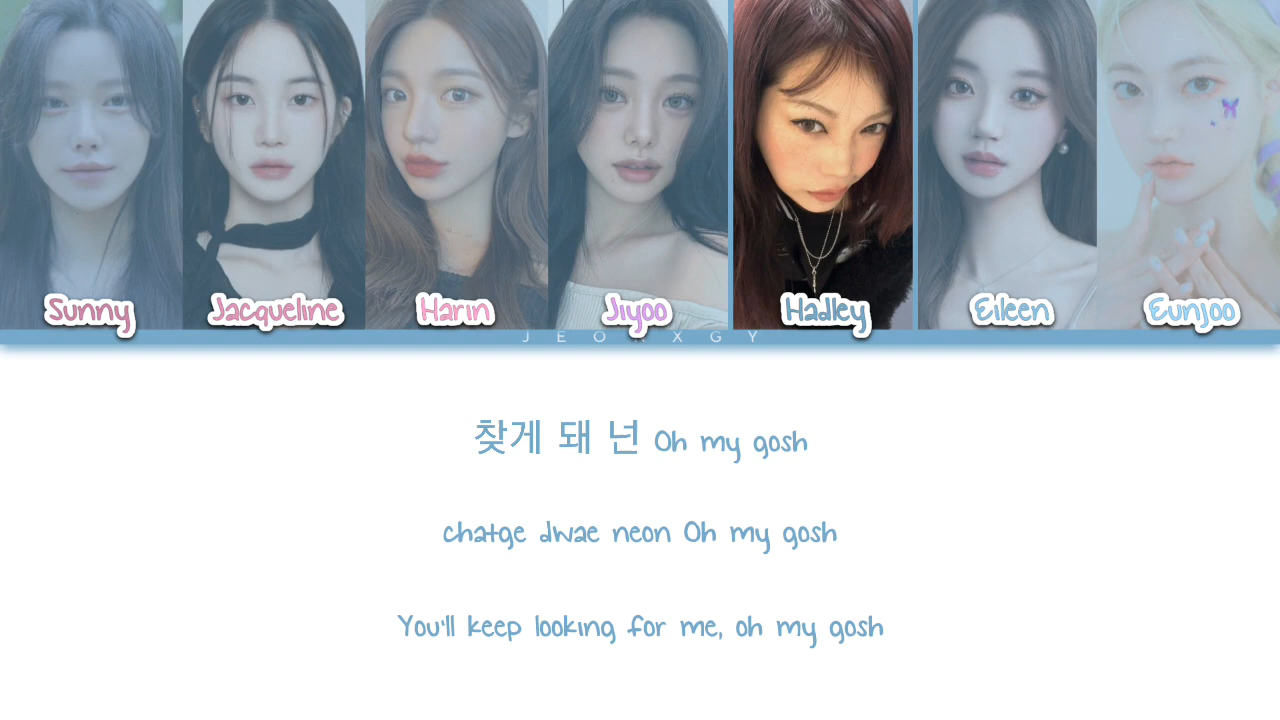 Sunny Jacqueline Harin Jiyoo Hadley Eileen Eunjoo
JEONXGY
찾게 돼 넌 Oh my gosh
chatge dwae neon Oh my gosh
You'll keep looking for me, oh my gosh